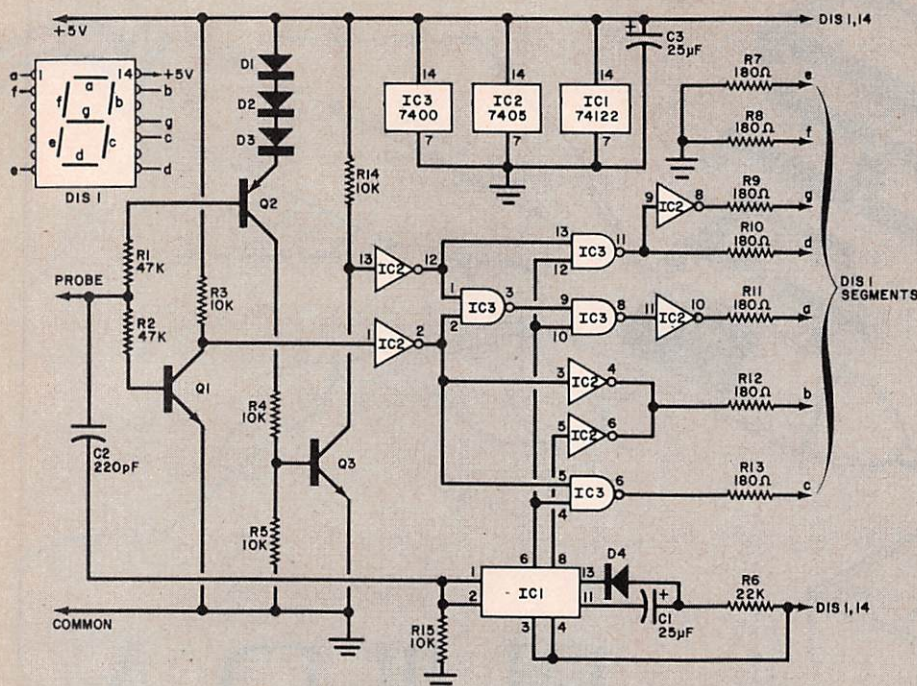 +5V
DIS 1,14
a
1
14
+5V
f
b
g
c
e
d
a
f
b
g
e
c
d
DIS 1
D1
D2
D3
Q2
R1
47K
PROBE
R2
47K
R3
10K
Q1
C2
220pF
R4
10K
R5
10K
Q3
COMMON
R14
10K
14
IC3
7400
7
14
IC2
7405
7
14
IC1
74122
7
+
C3
25µF
R7
180Ω
e
R8
180Ω
f
R9
180Ω
g
R10
180Ω
d
R11
180Ω
a
R12
180Ω
b
R13
180Ω
c
DIS 1
SEGMENTS
13
IC2
12
1
IC2
2
1
IC3
3
2
13
IC3
11
12
9
IC2
8
9
IC3
8
10
11
IC2
10
3
IC2
4
5
IC2
6
5
IC3
6
4
6
8
1
2
IC1
13
11
3
4
D4
+
C1
25µF
R6
22K
DIS 1,14
R15
10K